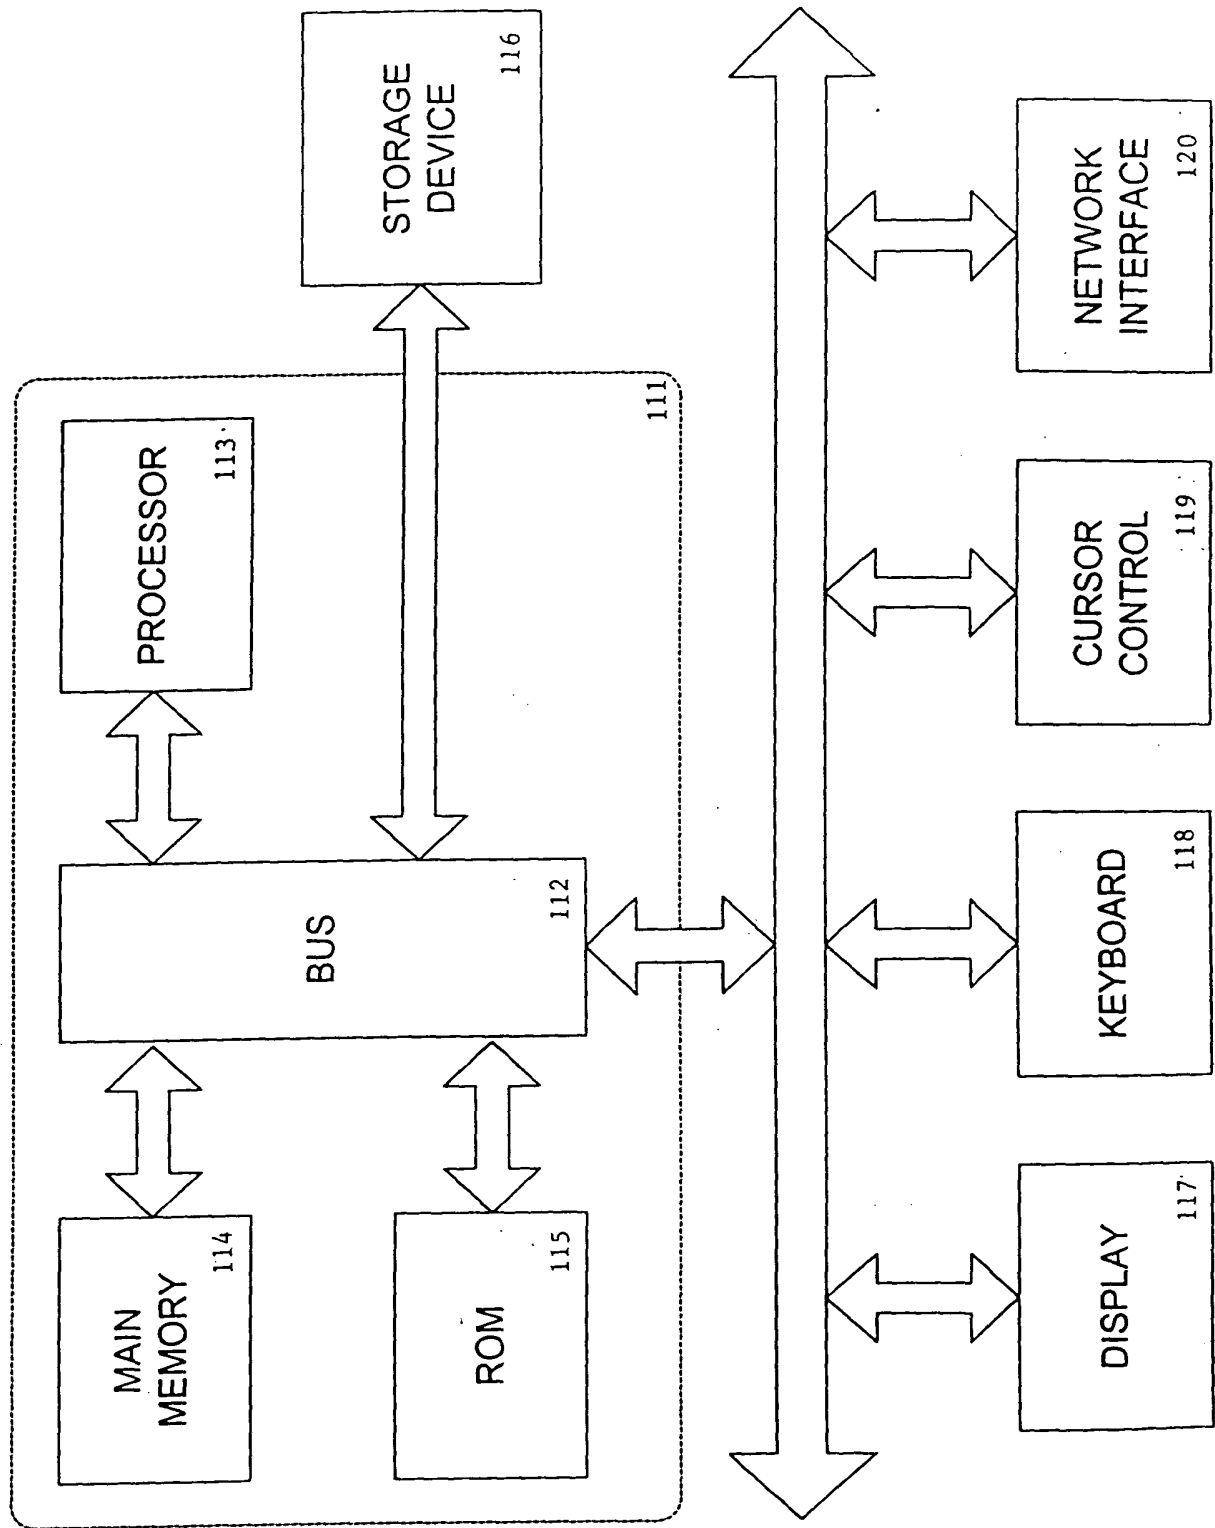 MAIN
MEMORY
114
BUS
112
PROCESSOR
113
STORAGE
DEVICE
116
ROM
115
111
DISPLAY
117
KEYBOARD
118
CURSOR
CONTROL
119
NETWORK
INTERFACE
120